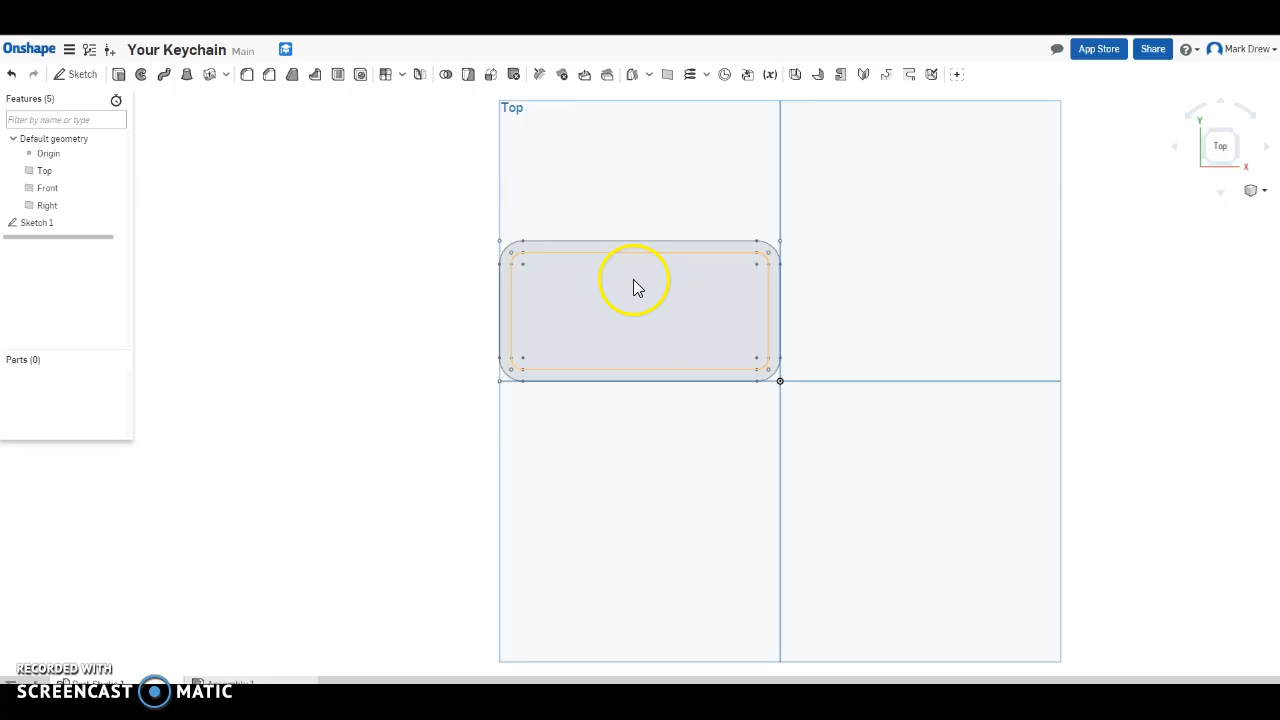 Onshape Your Keychain Main App Store Share Mark Drew
Sketch (x)
Features (5)
Filter by name or type
Default geometry
Origin
Top
Front
Right
Sketch 1
Parts (0)
Top
Y
Top
X
RECORDED WITH
SCREENCAST MATIC